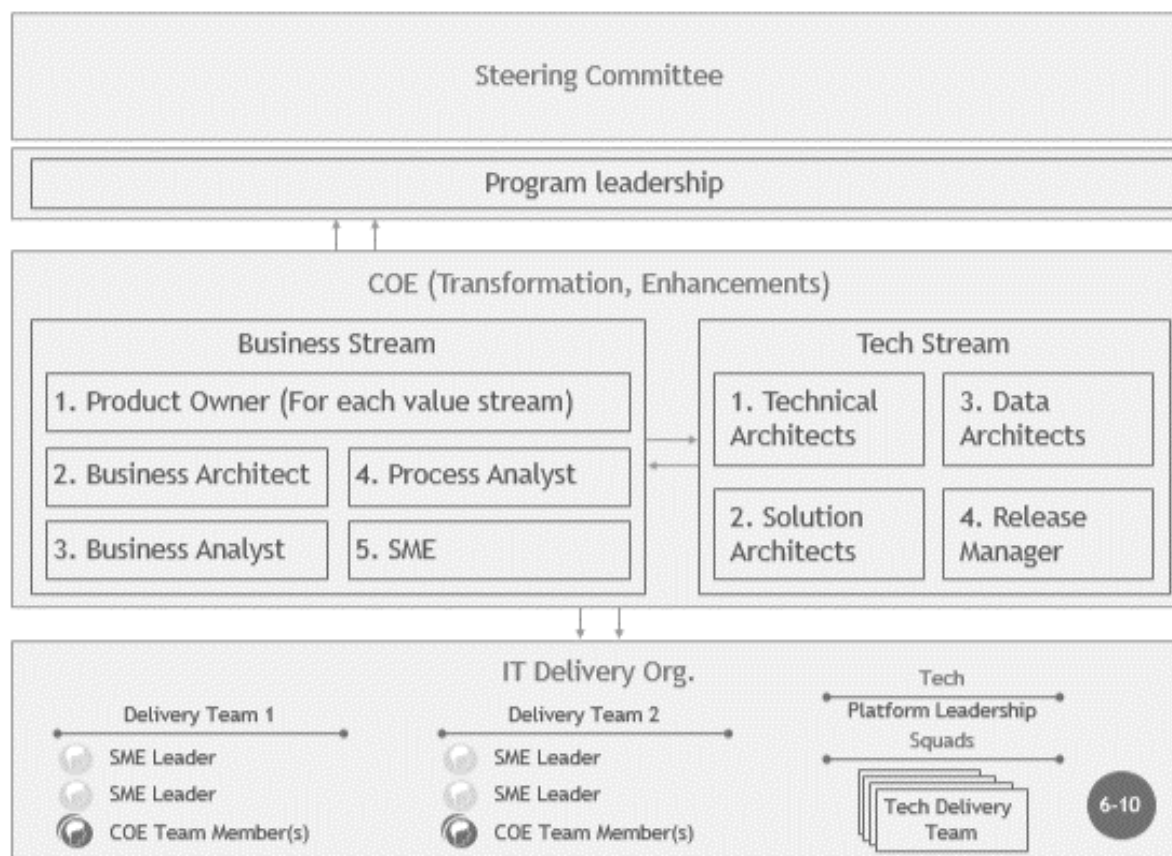 Steering Committee
Program leadership
COE (Transformation, Enhancements)
Business Stream
1. Product Owner (For each value stream)
2. Business Architect
4. Process Analyst
3. Business Analyst
5. SME
Tech Stream
1. Technical
Architects
3. Data
Architects
2. Solution
Architects
4. Release
Manager
IT Delivery Org.
Delivery Team 1
SME Leader
SME Leader
COE Team Member(s)
Delivery Team 2
SME Leader
SME Leader
COE Team Member(s)
Tech
Platform Leadership
Squads
Tech Delivery
Team
6-10